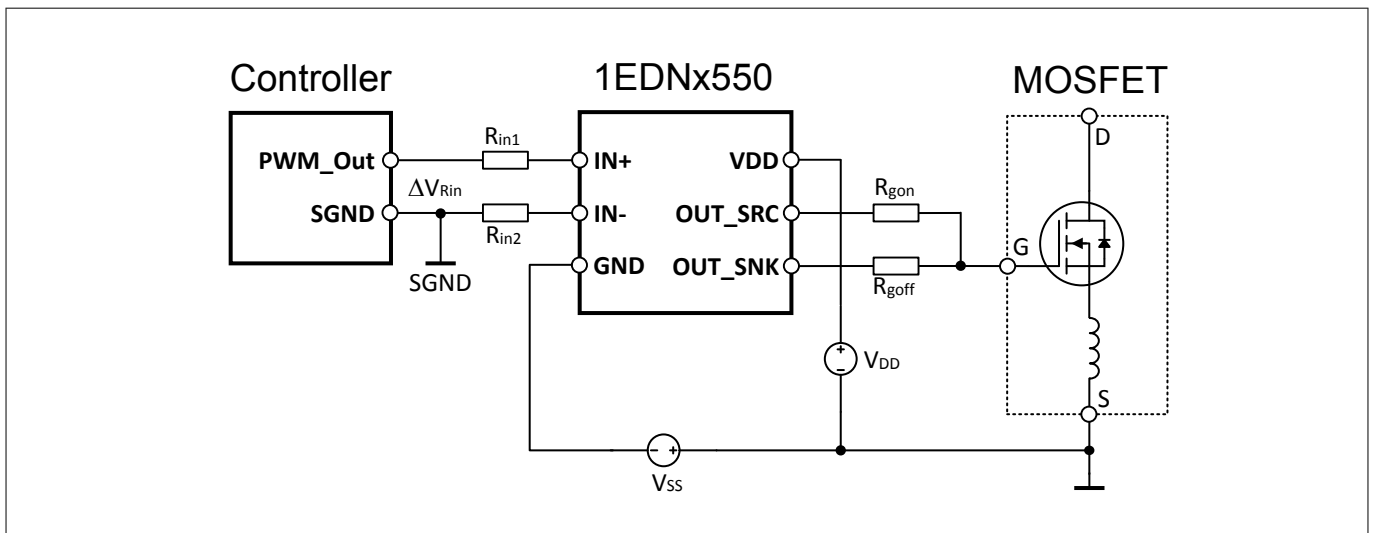 Controller
1EDNx550
MOSFET
PWM_Out
SGND
ΔVRin
Rin1
Rin2
SGND
IN+
IN-
GND
VDD
OUT_SRC
OUT_SNK
Rgon
Rgoff
VDD
+
-
VSS
-
+
D
G
S